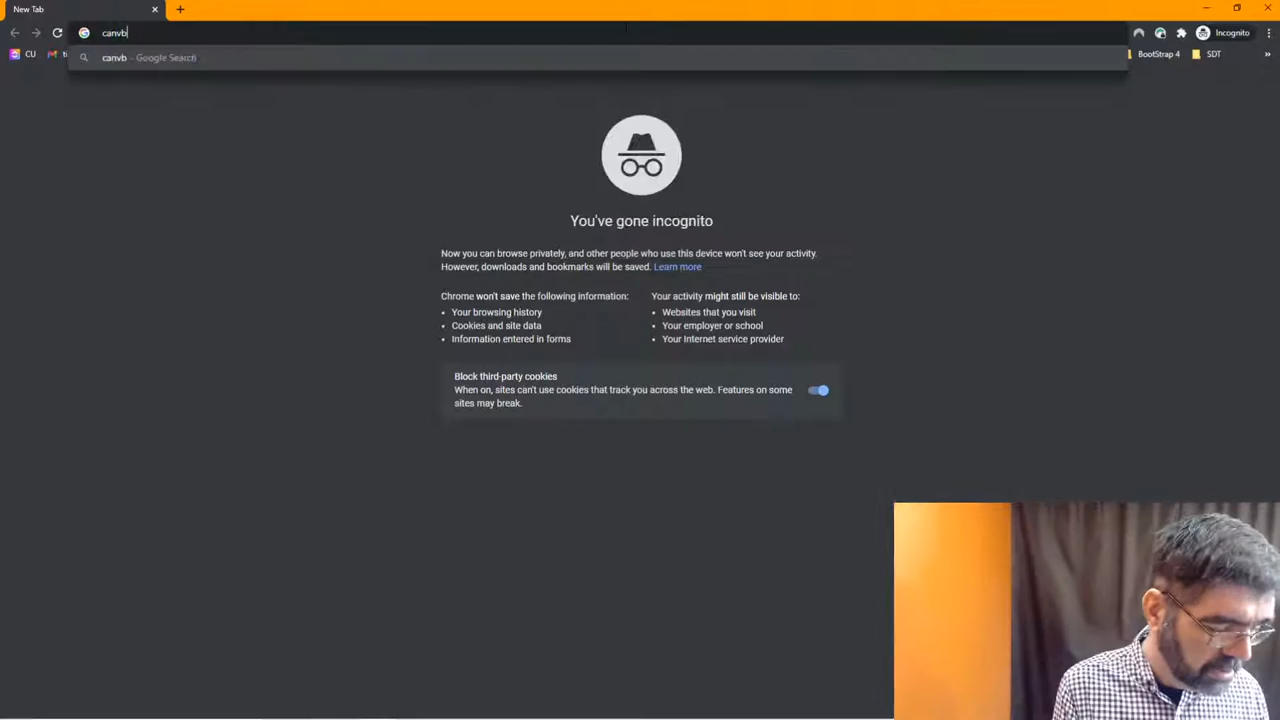 New Tab
canvb
Incognito
CU
BootStrap 4
SDT
»
canvb - Google Search
You've gone incognito
Now you can browse privately, and other people who use this device won't see your activity.
However, downloads and bookmarks will be saved. Learn more
Chrome won't save the following information:
• Your browsing history
• Cookies and site data
• Information entered in forms
Your activity might still be visible to:
• Websites that you visit
• Your employer or school
• Your Internet service provider
Block third-party cookies
When on, sites can't use cookies that track you across the web. Features on some
sites may break.